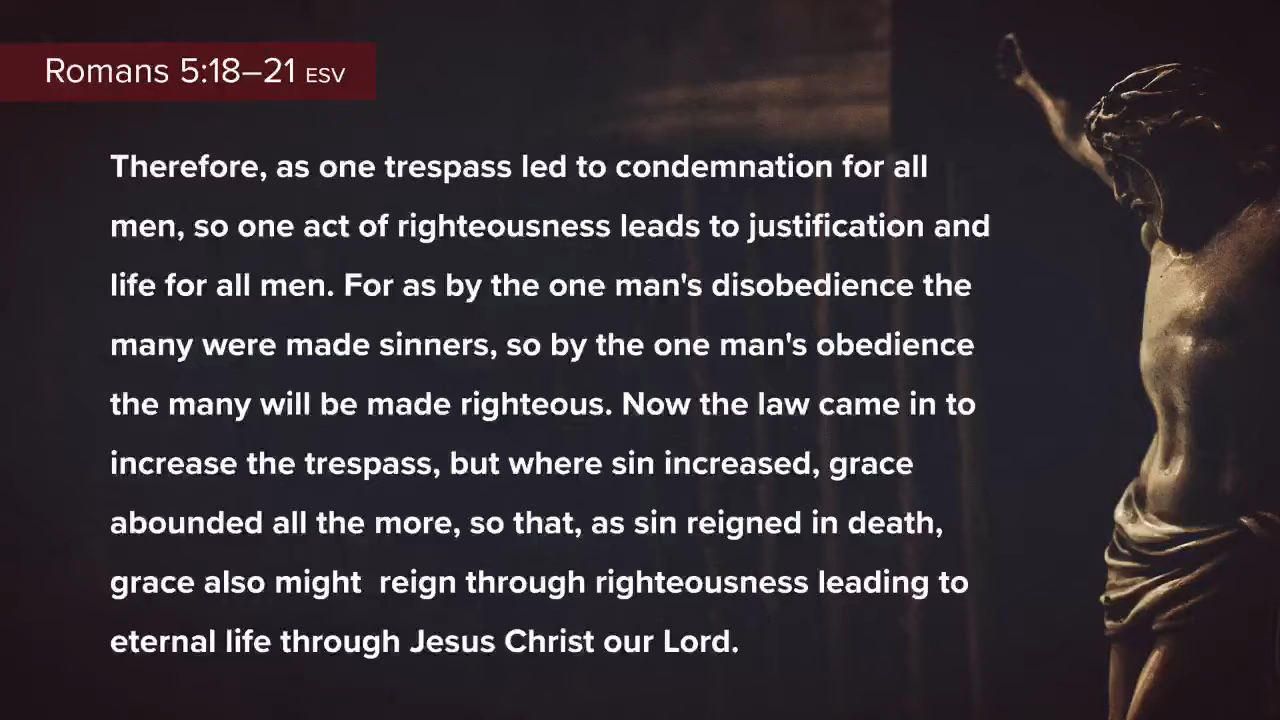 Romans 5:18–21 ESV
Therefore, as one trespass led to condemnation for all
men, so one act of righteousness leads to justification and
life for all men. For as by the one man's disobedience the
many were made sinners, so by the one man's obedience
the many will be made righteous. Now the law came in to
increase the trespass, but where sin increased, grace
abounded all the more, so that, as sin reigned in death,
grace also might  reign through righteousness leading to
eternal life through Jesus Christ our Lord.